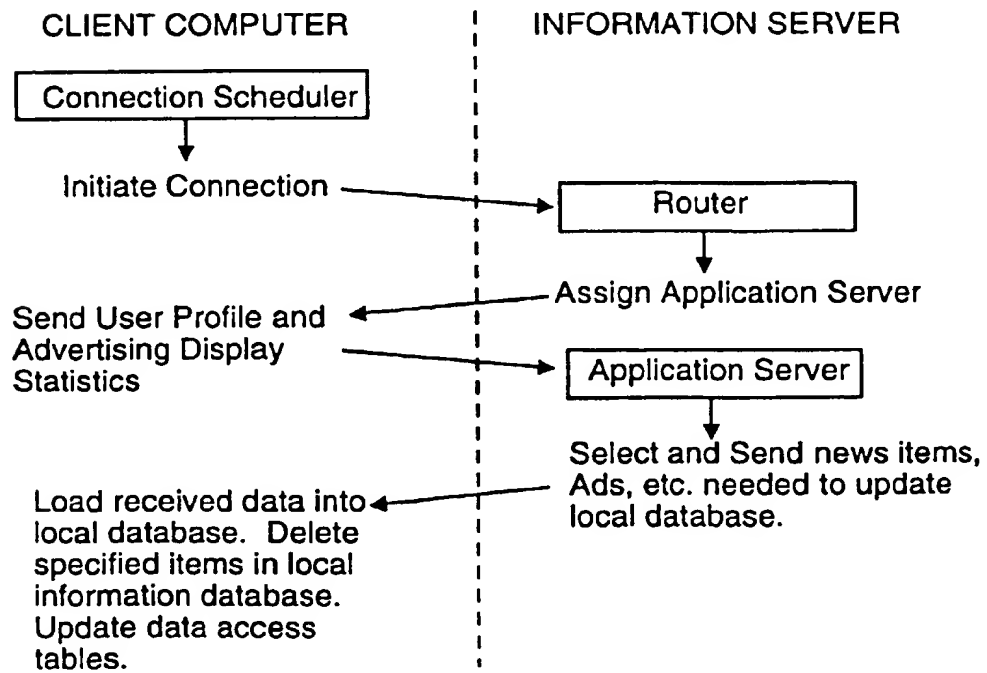 CLIENT COMPUTER
INFORMATION SERVER
Connection Scheduler
Initiate Connection
Router
Assign Application Server
Send User Profile and
Advertising Display
Statistics
Application Server
Select and Send news items,
Ads, etc. needed to update
local database.
Load received data into
local database. Delete
specified items in local
information database.
Update data access
tables.